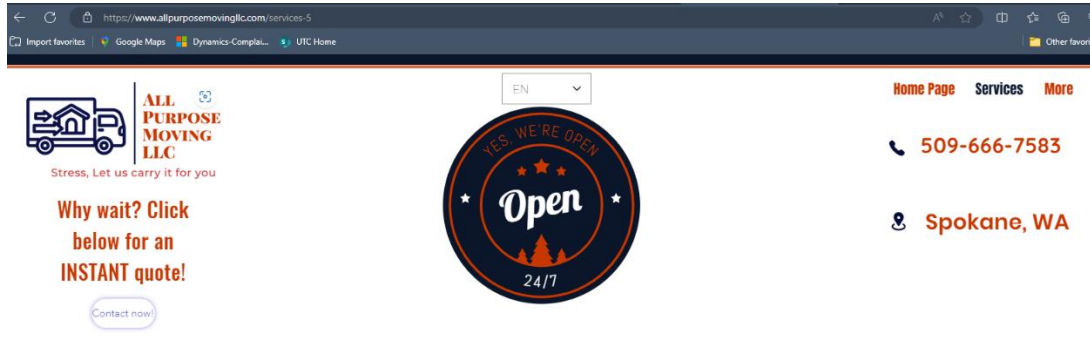 https://www.allpurposemovingllc.com/services-5
Import favorites Google Maps Dynamics-Complai... UTC Home
EN
Home Page Services More
ALL
PURPOSE
MOVING
LLC
Stress, Let us carry it for you
Why wait? Click
below for an
INSTANT quote!
Contact now!
YES, WE'RE OPEN
Open
24/7
509-666-7583
Spokane, WA